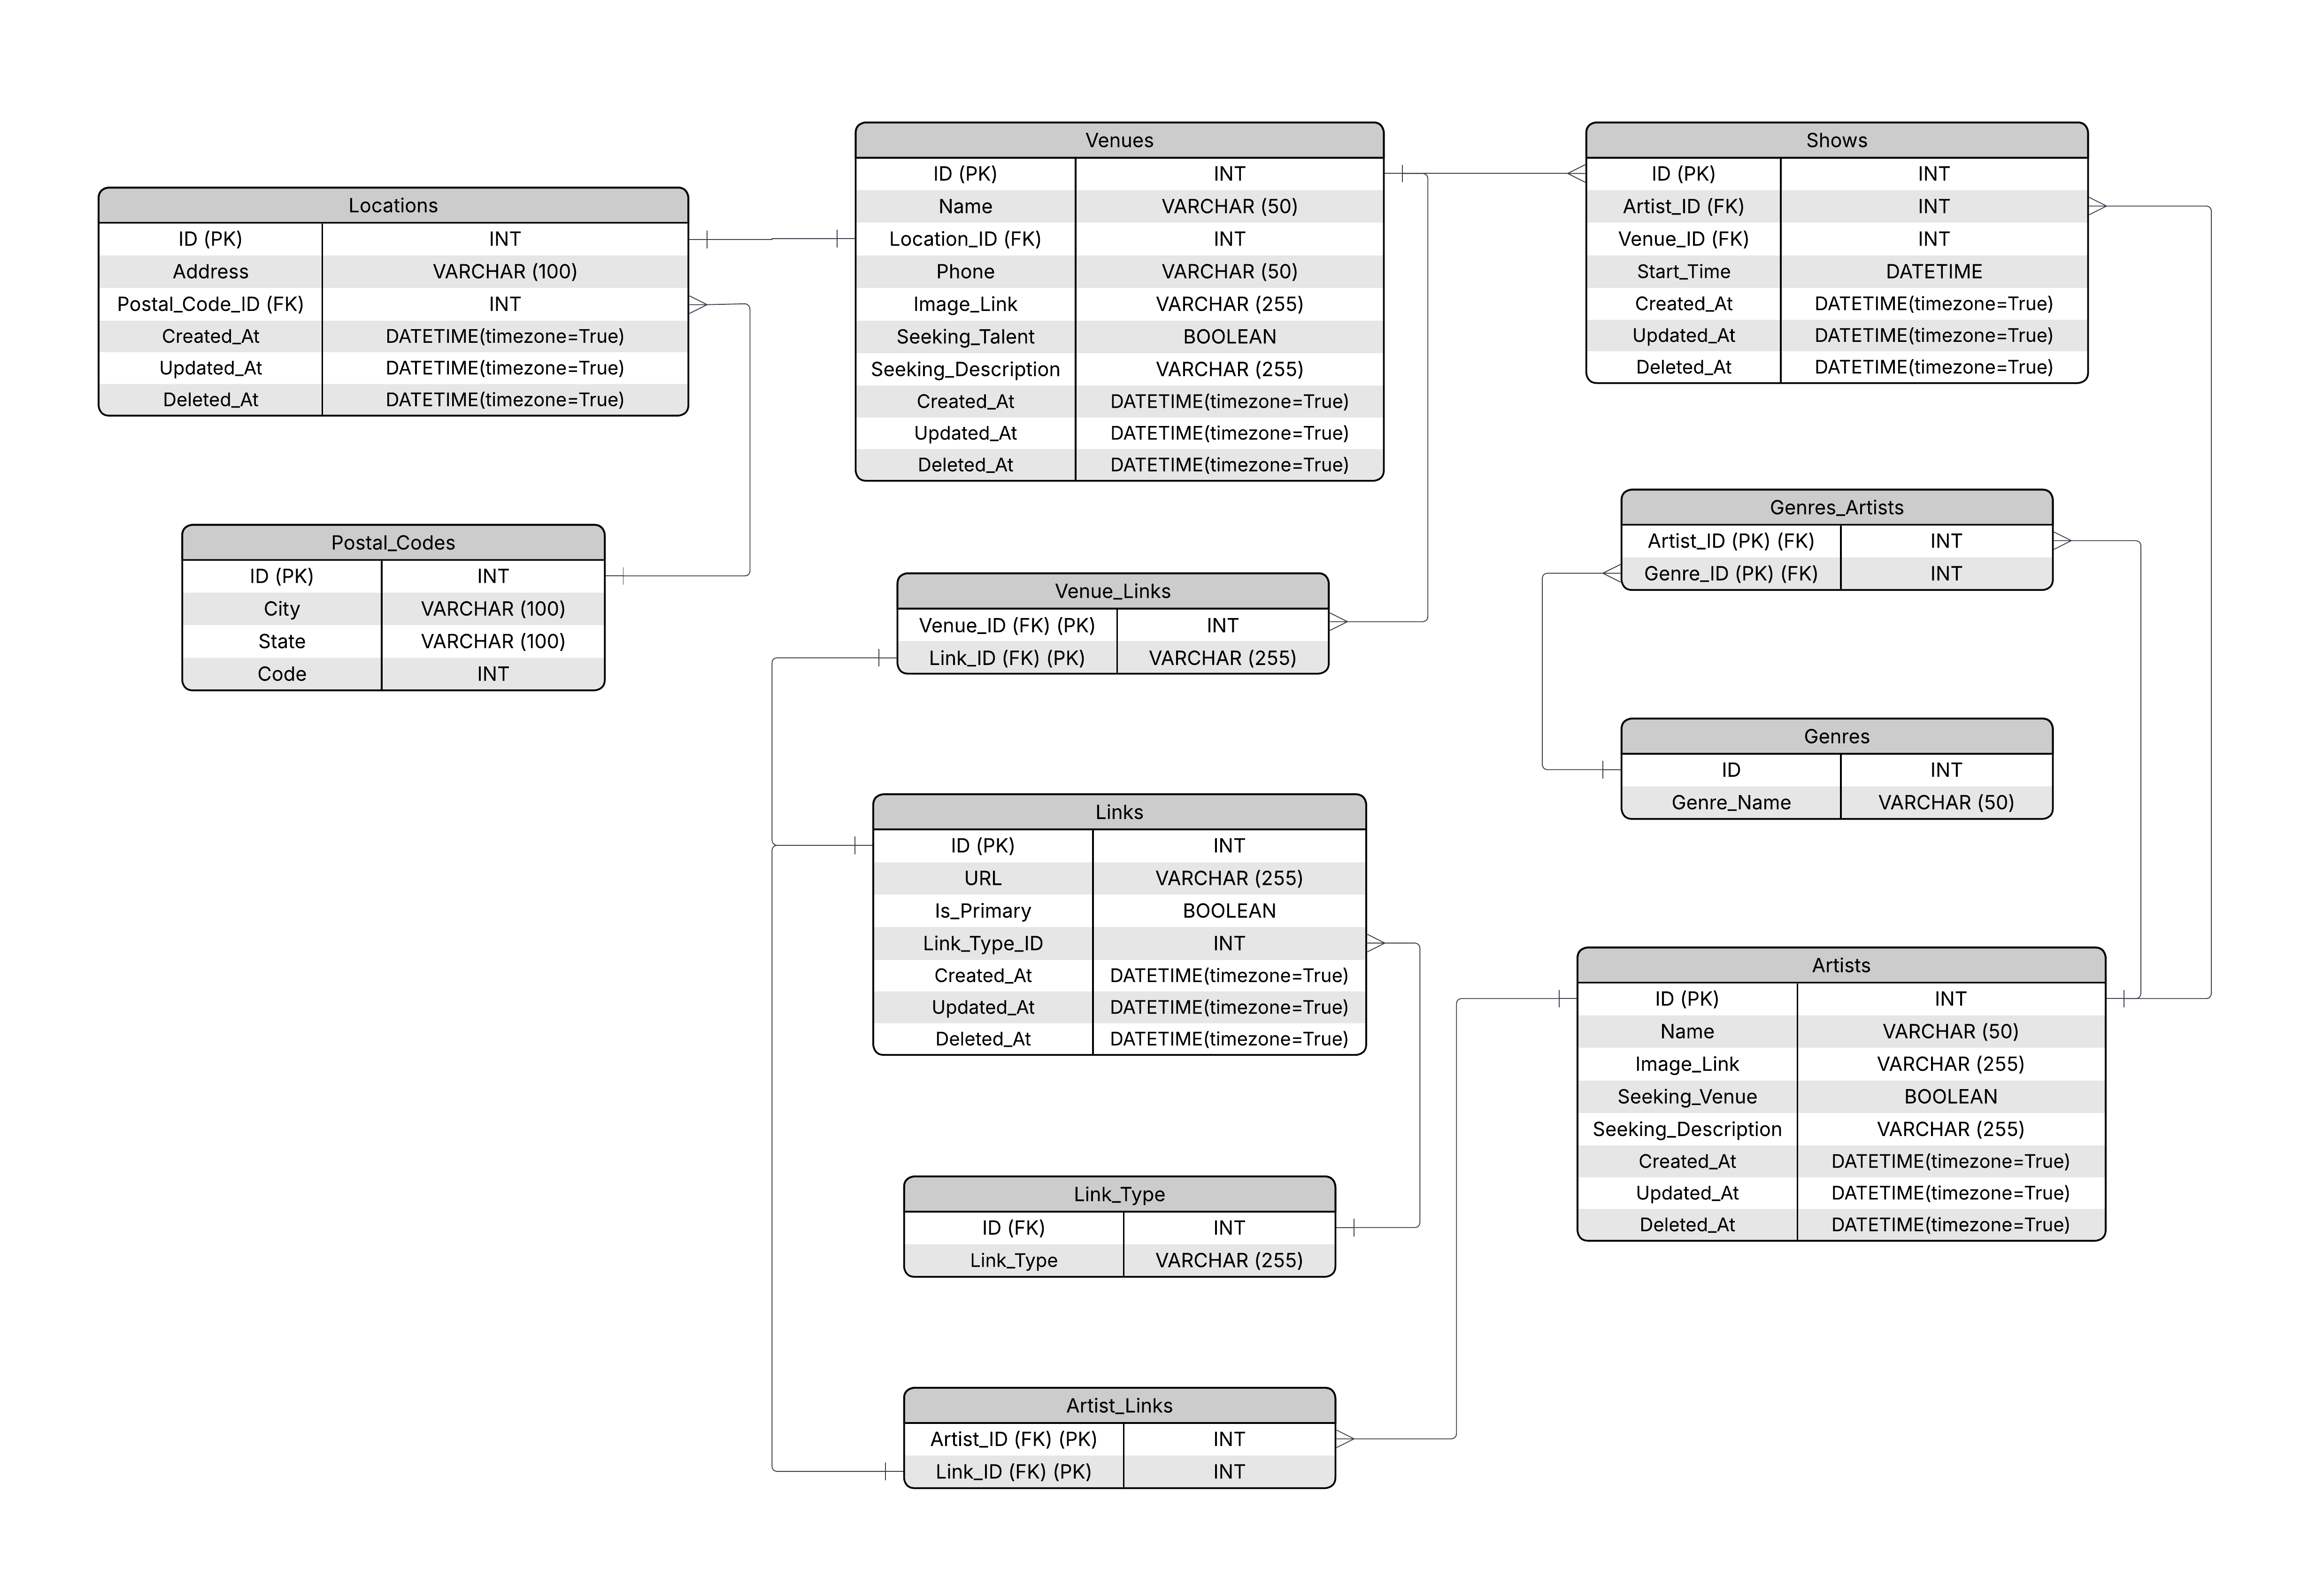 Locations
ID (PK) INT
Address VARCHAR (100)
Postal_Code_ID (FK) INT
Created_At DATETIME(timezone=True)
Updated_At DATETIME(timezone=True)
Deleted_At DATETIME(timezone=True)
Postal_Codes
ID (PK) INT
City VARCHAR (100)
State VARCHAR (100)
Code INT
Venues
ID (PK) INT
Name VARCHAR (50)
Location_ID (FK) INT
Phone VARCHAR (50)
Image_Link VARCHAR (255)
Seeking_Talent BOOLEAN
Seeking_Description VARCHAR (255)
Created_At DATETIME(timezone=True)
Updated_At DATETIME(timezone=True)
Deleted_At DATETIME(timezone=True)
Venue_Links
Venue_ID (FK) (PK) INT
Link_ID (FK) (PK) VARCHAR (255)
Links
ID (PK) INT
URL VARCHAR (255)
Is_Primary BOOLEAN
Link_Type_ID INT
Created_At DATETIME(timezone=True)
Updated_At DATETIME(timezone=True)
Deleted_At DATETIME(timezone=True)
Link_Type
ID (FK) INT
Link_Type VARCHAR (255)
Artist_Links
Artist_ID (FK) (PK) INT
Link_ID (FK) (PK) INT
Shows
ID (PK) INT
Artist_ID (FK) INT
Venue_ID (FK) INT
Start_Time DATETIME
Created_At DATETIME(timezone=True)
Updated_At DATETIME(timezone=True)
Deleted_At DATETIME(timezone=True)
Genres_Artists
Artist_ID (PK) (FK) INT
Genre_ID (PK) (FK) INT
Genres
ID INT
Genre_Name VARCHAR (50)
Artists
ID (PK) INT
Name VARCHAR (50)
Image_Link VARCHAR (255)
Seeking_Venue BOOLEAN
Seeking_Description VARCHAR (255)
Created_At DATETIME(timezone=True)
Updated_At DATETIME(timezone=True)
Deleted_At DATETIME(timezone=True)